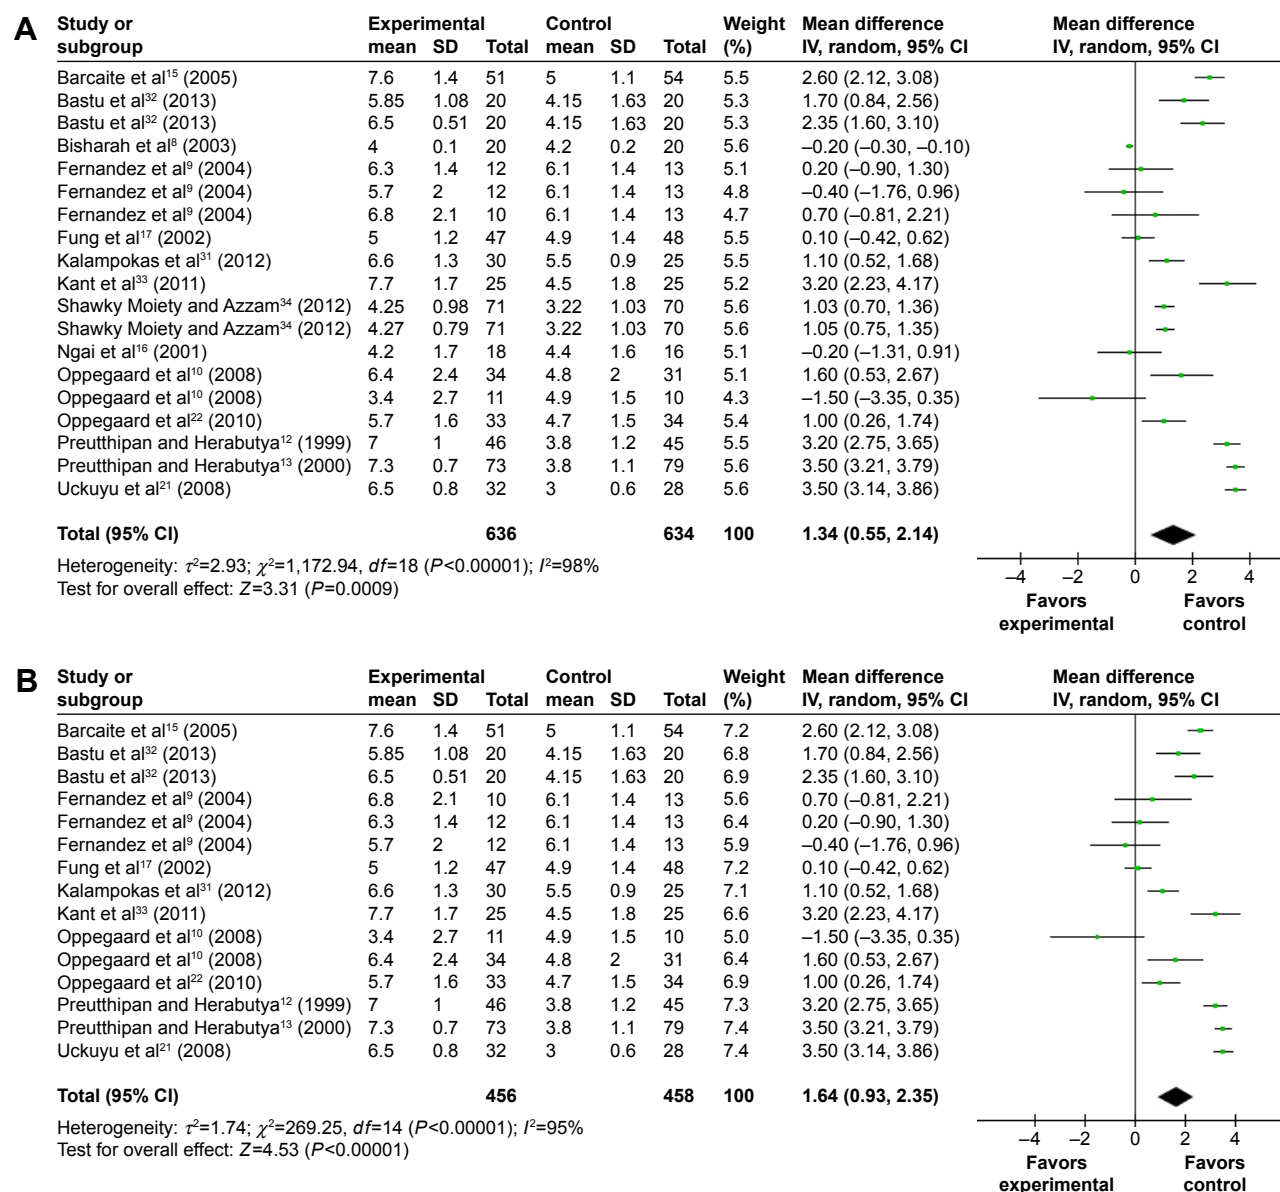 A
Study or Experimental Control Weight Mean difference Mean difference
subgroup mean SD Total mean SD Total (%) IV, random, 95% CI IV, random, 95% CI
Barcaite et al15 (2005) 7.6 1.4 51 5 1.1 54 5.5 2.60 (2.12, 3.08)
Bastu et al32 (2013) 5.85 1.08 20 4.15 1.63 20 5.3 1.70 (0.84, 2.56)
Bastu et al32 (2013) 6.5 0.51 20 4.15 1.63 20 5.3 2.35 (1.60, 3.10)
Bisharah et al8 (2003) 4 0.1 20 4.2 0.2 20 5.6 –0.20 (–0.30, –0.10)
Fernandez et al9 (2004) 6.3 1.4 12 6.1 1.4 13 5.1 0.20 (–0.90, 1.30)
Fernandez et al9 (2004) 5.7 2 12 6.1 1.4 13 4.8 –0.40 (–1.76, 0.96)
Fernandez et al9 (2004) 6.8 2.1 10 6.1 1.4 13 4.7 0.70 (–0.81, 2.21)
Fung et al17 (2002) 5 1.2 47 4.9 1.4 48 5.5 0.10 (–0.42, 0.62)
Kalampokas et al31 (2012) 6.6 1.3 30 5.5 0.9 25 5.5 1.10 (0.52, 1.68)
Kant et al33 (2011) 7.7 1.7 25 4.5 1.8 25 5.2 3.20 (2.23, 4.17)
Shawky Moiety and Azzam34 (2012) 4.25 0.98 71 3.22 1.03 70 5.6 1.03 (0.70, 1.36)
Shawky Moiety and Azzam34 (2012) 4.27 0.79 71 3.22 1.03 70 5.6 1.05 (0.75, 1.35)
Ngai et al16 (2001) 4.2 1.7 18 4.4 1.6 16 5.1 –0.20 (–1.31, 0.91)
Oppegaard et al10 (2008) 6.4 2.4 34 4.8 2 31 5.1 1.60 (0.53, 2.67)
Oppegaard et al10 (2008) 3.4 2.7 11 4.9 1.5 10 4.3 –1.50 (–3.35, 0.35)
Oppegaard et al22 (2010) 5.7 1.6 33 4.7 1.5 34 5.4 1.00 (0.26, 1.74)
Preutthipan and Herabutya12 (1999) 7 1 46 3.8 1.2 45 5.5 3.20 (2.75, 3.65)
Preutthipan and Herabutya13 (2000) 7.3 0.7 73 3.8 1.1 79 5.6 3.50 (3.21, 3.79)
Uckuyu et al21 (2008) 6.5 0.8 32 3 0.6 28 5.6 3.50 (3.14, 3.86)
Total (95% CI) 636 634 100 1.34 (0.55, 2.14)
Heterogeneity: τ2=2.93; χ2=1,172.94, df=18 (P<0.00001); I2=98%
Test for overall effect: Z=3.31 (P=0.0009)
–4 –2 0 2 4
Favors Favors
experimental control
B
Study or Experimental Control Weight Mean difference Mean difference
subgroup mean SD Total mean SD Total (%) IV, random, 95% CI IV, random, 95% CI
Barcaite et al15 (2005) 7.6 1.4 51 5 1.1 54 7.2 2.60 (2.12, 3.08)
Bastu et al32 (2013) 5.85 1.08 20 4.15 1.63 20 6.8 1.70 (0.84, 2.56)
Bastu et al32 (2013) 6.5 0.51 20 4.15 1.63 20 6.9 2.35 (1.60, 3.10)
Fernandez et al9 (2004) 6.8 2.1 10 6.1 1.4 13 5.6 0.70 (–0.81, 2.21)
Fernandez et al9 (2004) 6.3 1.4 12 6.1 1.4 13 6.4 0.20 (–0.90, 1.30)
Fernandez et al9 (2004) 5.7 2 12 6.1 1.4 13 5.9 –0.40 (–1.76, 0.96)
Fung et al17 (2002) 5 1.2 47 4.9 1.4 48 7.2 0.10 (–0.42, 0.62)
Kalampokas et al31 (2012) 6.6 1.3 30 5.5 0.9 25 7.1 1.10 (0.52, 1.68)
Kant et al33 (2011) 7.7 1.7 25 4.5 1.8 25 6.6 3.20 (2.23, 4.17)
Oppegaard et al10 (2008) 3.4 2.7 11 4.9 1.5 10 5.0 –1.50 (–3.35, 0.35)
Oppegaard et al10 (2008) 6.4 2.4 34 4.8 2 31 6.4 1.60 (0.53, 2.67)
Oppegaard et al22 (2010) 5.7 1.6 33 4.7 1.5 34 6.9 1.00 (0.26, 1.74)
Preutthipan and Herabutya12 (1999) 7 1 46 3.8 1.2 45 7.3 3.20 (2.75, 3.65)
Preutthipan and Herabutya13 (2000) 7.3 0.7 73 3.8 1.1 79 7.4 3.50 (3.21, 3.79)
Uckuyu et al21 (2008) 6.5 0.8 32 3 0.6 28 7.4 3.50 (3.14, 3.86)
Total (95% CI) 456 458 100 1.64 (0.93, 2.35)
Heterogeneity: τ2=1.74; χ2=269.25, df=14 (P<0.00001); I2=95%
Test for overall effect: Z=4.53 (P<0.00001)
–4 –2 0 2 4
Favors Favors
experimental control